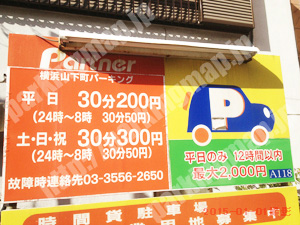 Partner
横浜山下町パーキング
平日 30分200円
(24時〜8時 30分50円)
土・日・祝 30分300円
(24時〜8時 30分50円)
故障時連絡先03-3556-2650
P
平日のみ 12時間以内
最大2,000円
A118
時間貸駐車場